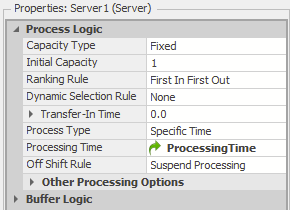 Properties: Server1 (Server)
Process Logic
Capacity Type Fixed
Initial Capacity 1
Ranking Rule First In First Out
Dynamic Selection Rule None
Transfer-In Time 0.0
Process Type Specific Time
Processing Time ProcessingTime
Off Shift Rule Suspend Processing
Other Processing Options
Buffer Logic